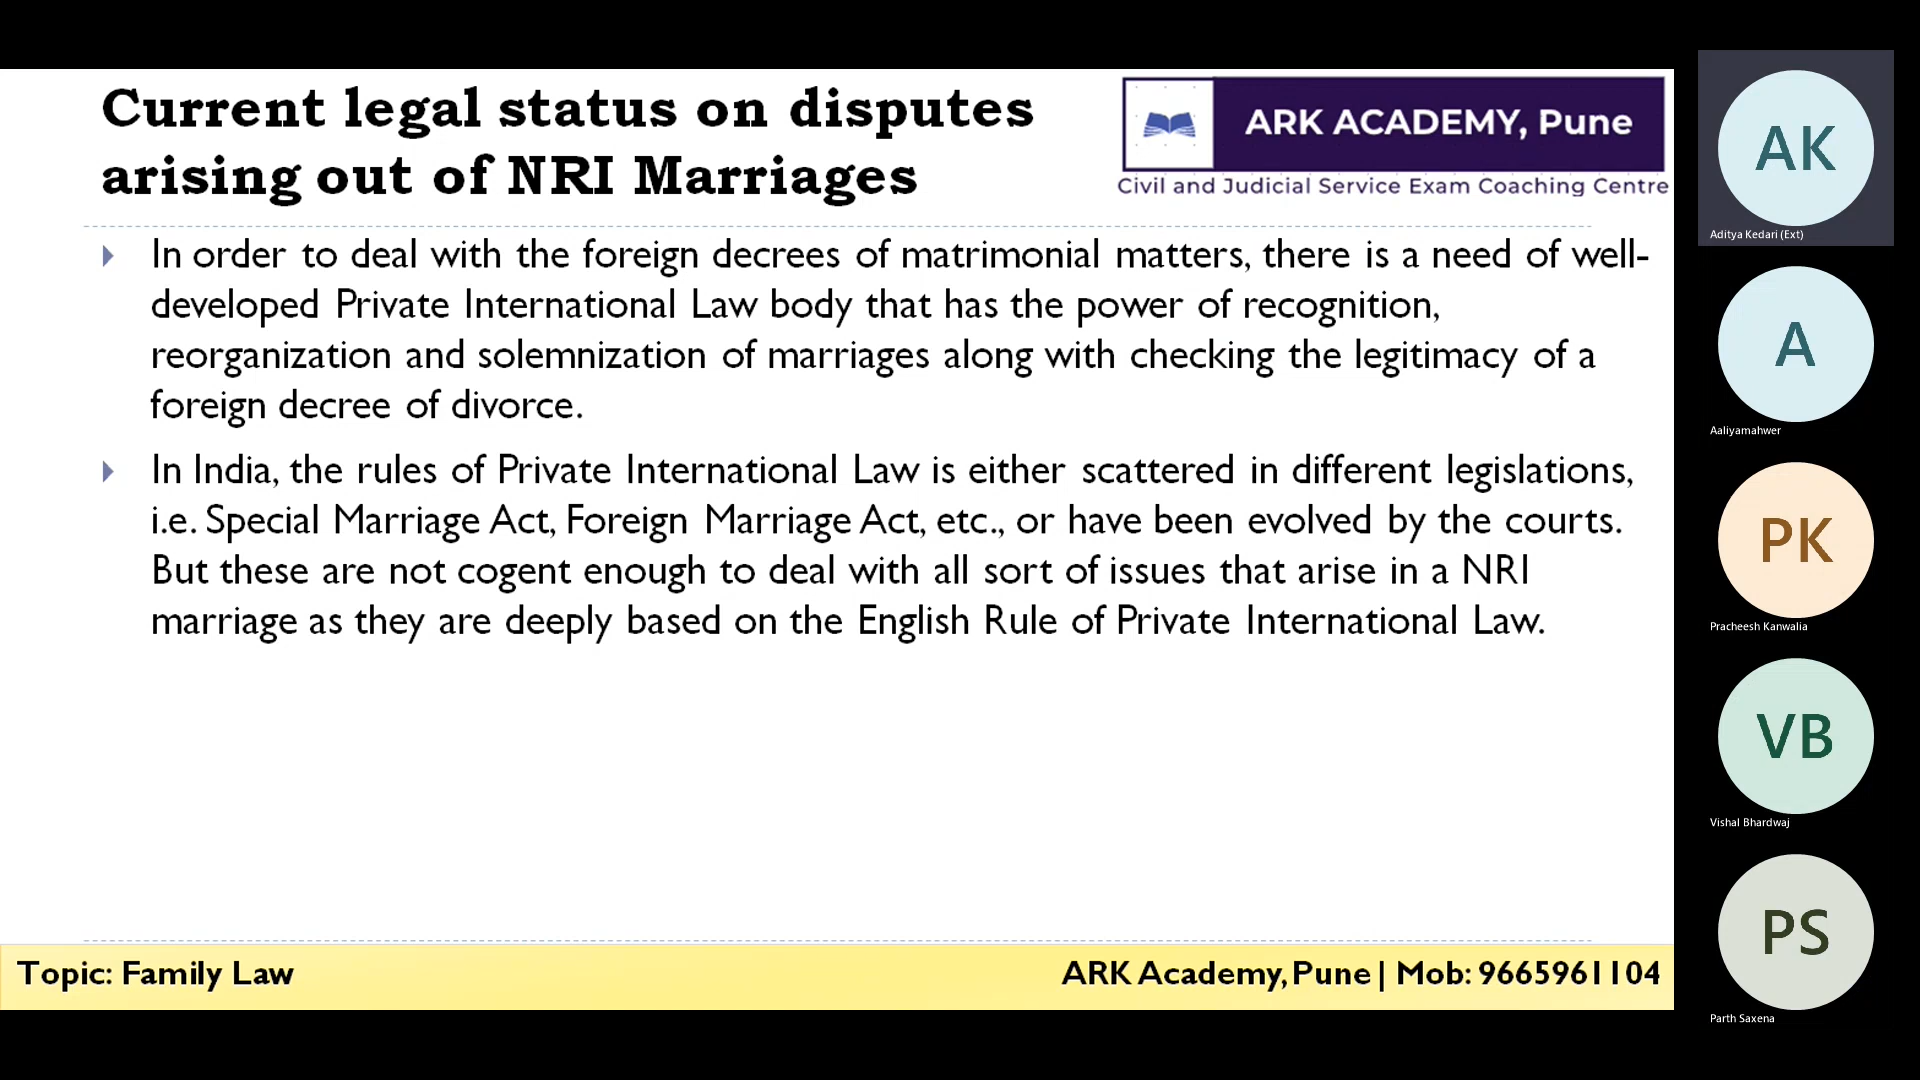 Current legal status on disputes
arising out of NRI Marriages
ARK ACADEMY, Pune
Civil and Judicial Service Exam Coaching Centre
In order to deal with the foreign decrees of matrimonial matters, there is a need of well-
developed Private International Law body that has the power of recognition,
reorganization and solemnization of marriages along with checking the legitimacy of a
foreign decree of divorce.
In India, the rules of Private International Law is either scattered in different legislations,
i.e. Special Marriage Act, Foreign Marriage Act, etc., or have been evolved by the courts.
But these are not cogent enough to deal with all sort of issues that arise in a NRI
marriage as they are deeply based on the English Rule of Private International Law.
Topic: Family Law
ARK Academy, Pune | Mob: 9665961104
AK
Aditya Kedari (Ext)
A
Aaliyamahwer
PK
Pracheesh Kanwalia
VB
Vishal Bhardwaj
PS
Parth Saxena